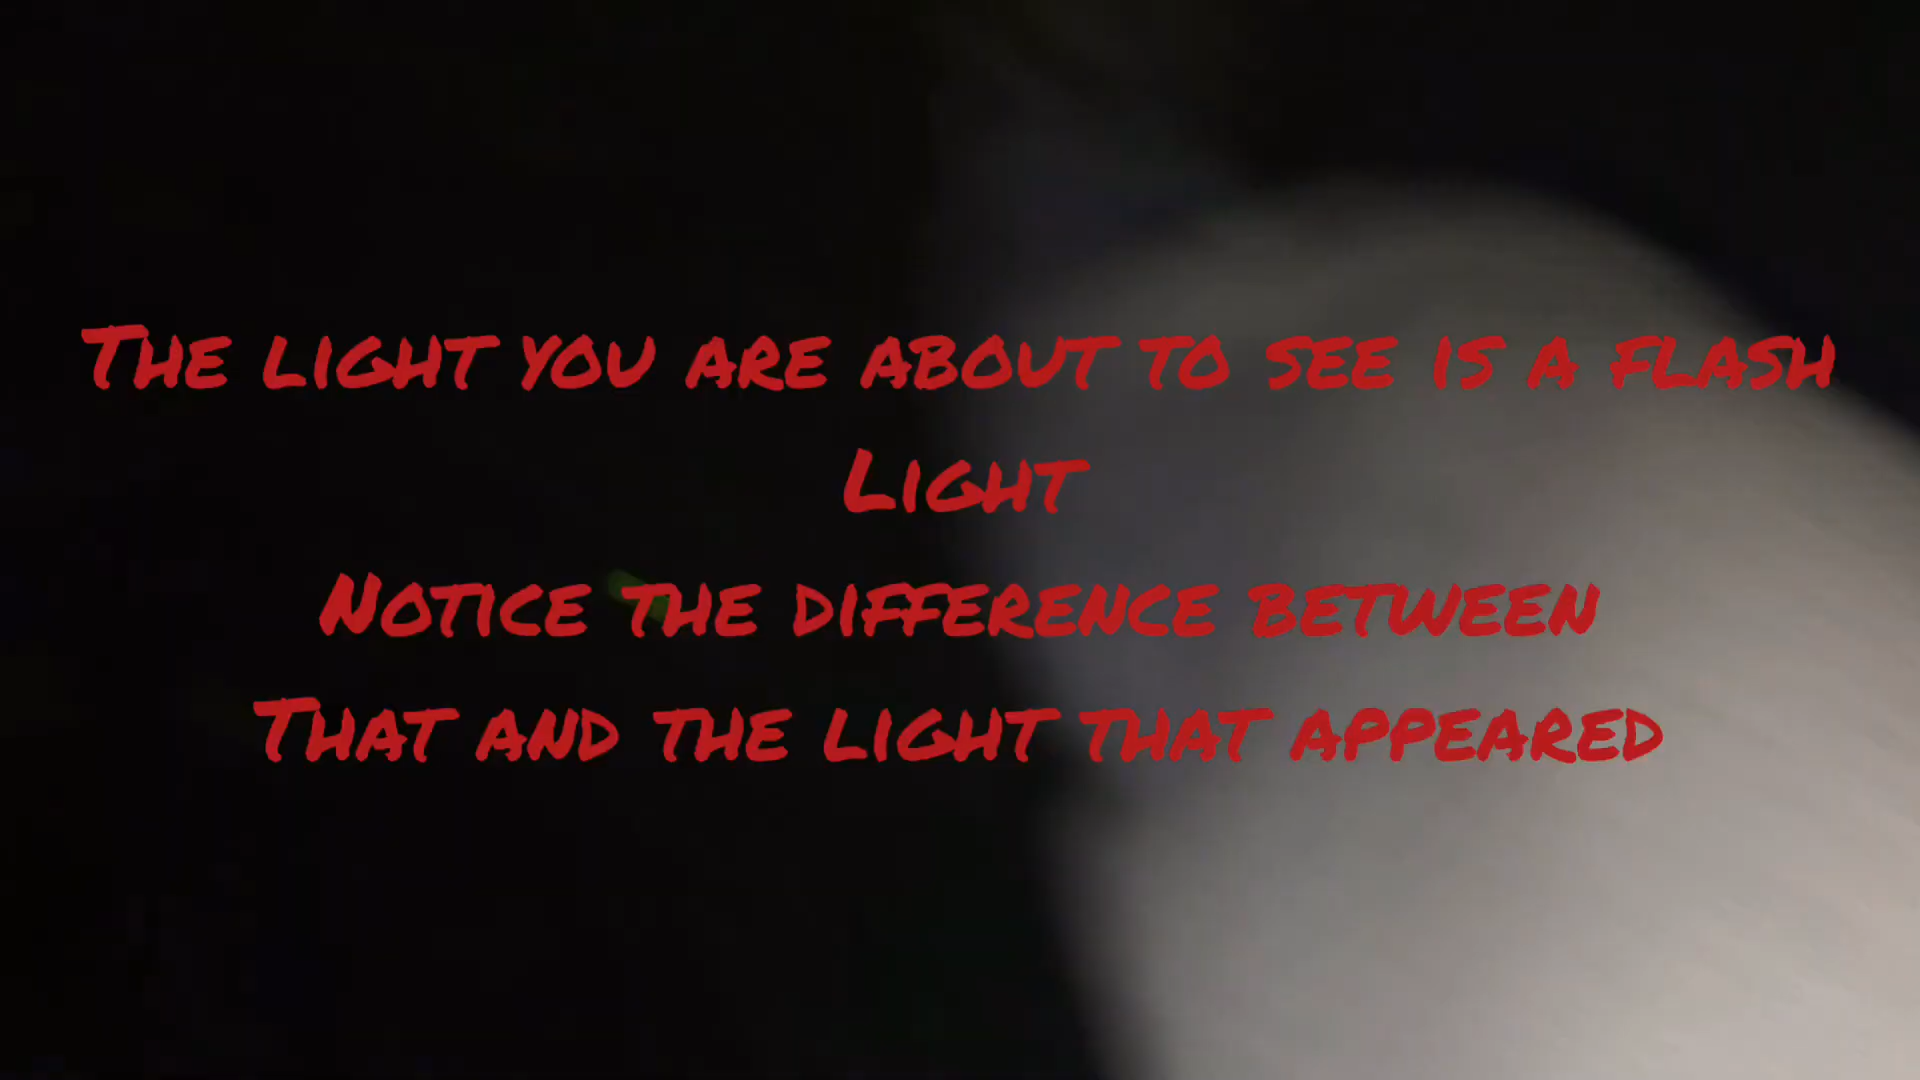 The light you are about to see is a flash
Light
Notice the difference between
That and the light that appeared